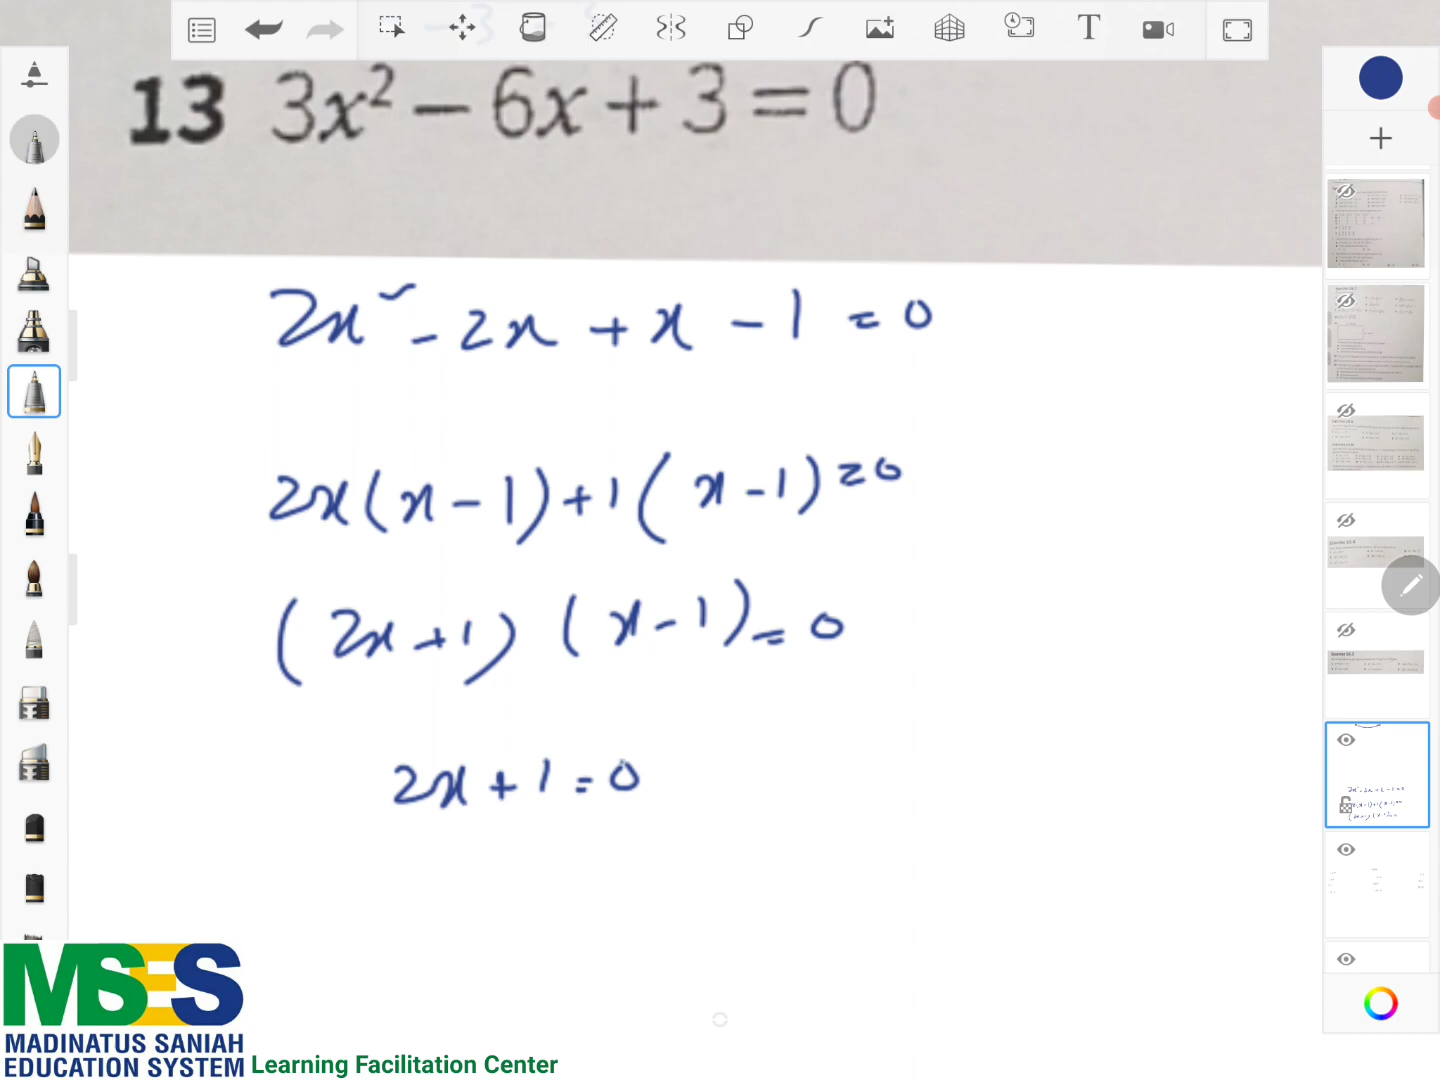 13 3x² − 6x + 3 = 0
2x² - 2x + x - 1 = 0
2x(x-1)+1(x-1)=0
(2x+1)(x-1)=0
2x+1=0
T
MSES
MADINATUS SANIAH
EDUCATION SYSTEM Learning Facilitation Center